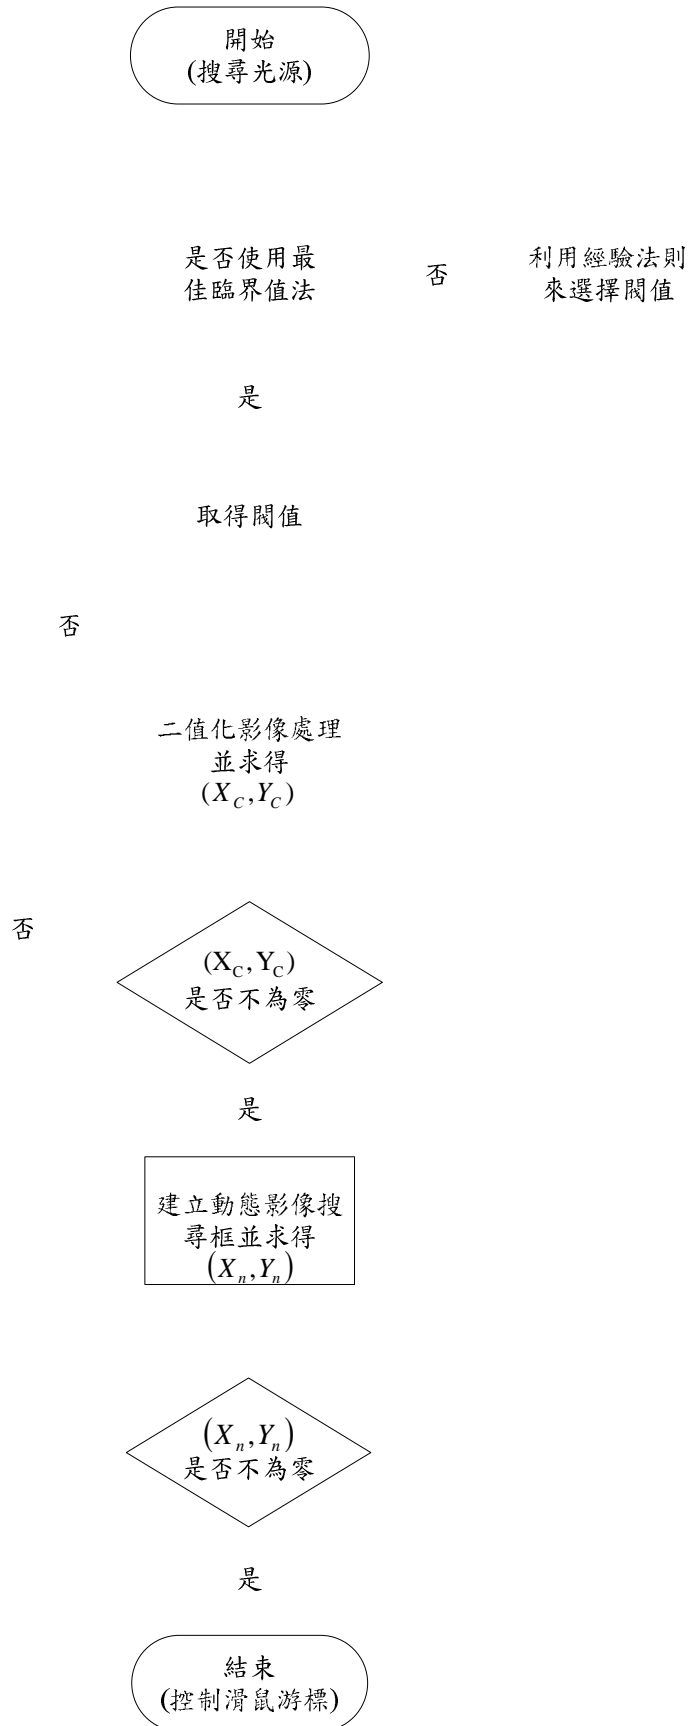 開始
(搜尋光源)
是否使用最
佳臨界值法
否
利用經驗法則
來選擇閥值
是
取得閥值
否
二值化影像處理
並求得
(X_C,Y_C)
否
(X_C,Y_C)
是否不為零
是
建立動態影像搜
尋框並求得
(X_n,Y_n)
(X_n,Y_n)
是否不為零
是
結束
(控制滑鼠游標)